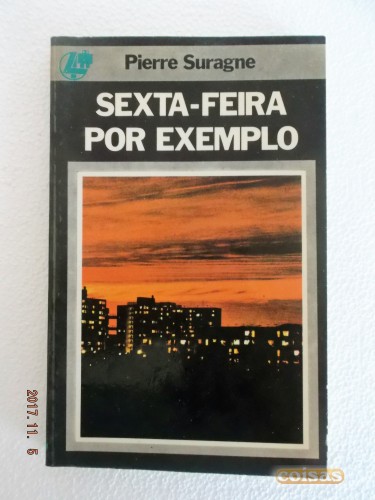 Pierre Suragne
SEXTA-FEIRA
POR EXEMPLO
2017.11. 5
coisas